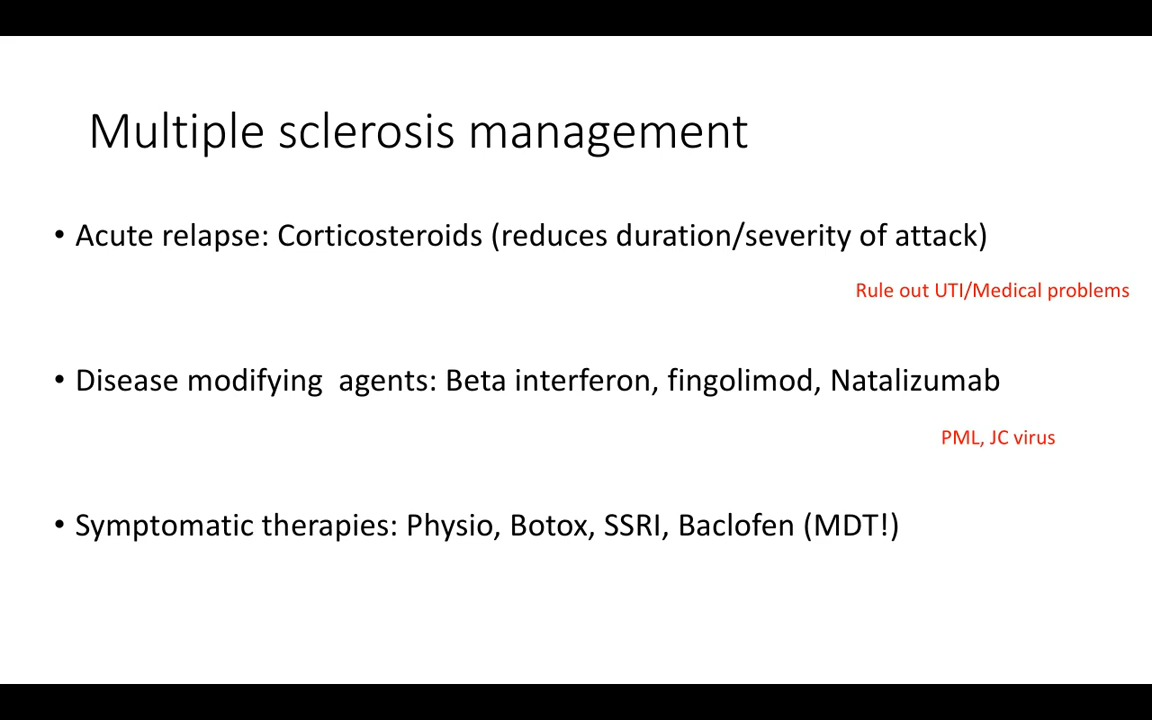 Multiple sclerosis management
• Acute relapse: Corticosteroids (reduces duration/severity of attack)
Rule out UTI/Medical problems
• Disease modifying  agents: Beta interferon, fingolimod, Natalizumab
PML, JC virus
• Symptomatic therapies: Physio, Botox, SSRI, Baclofen (MDT!)